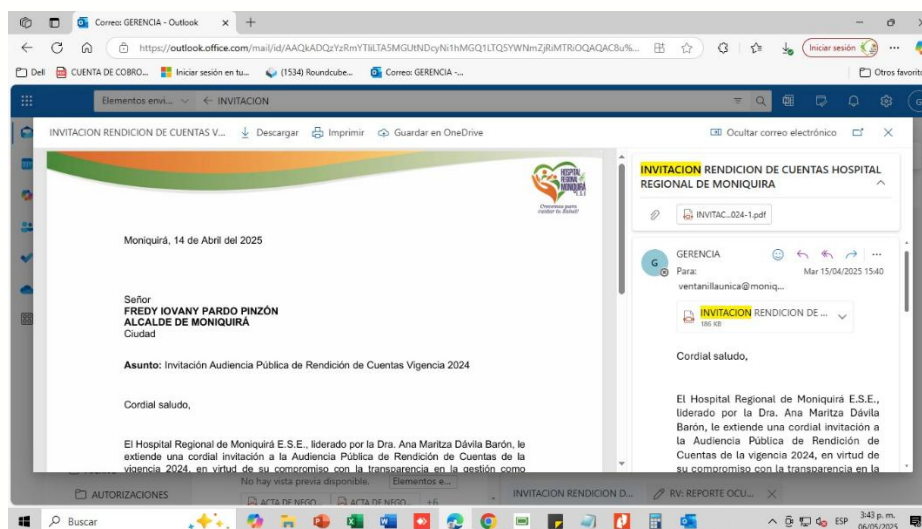 Correo: GERENCIA - Outlook
https://outlook.office.com/mail/id/AAQkADQzYzRmYTliLTA5MGUtNDcyNi1hMGQ1LTQ5YWNmZjRiMTRiOQAQAC8u%...
Iniciar sesión
Dell
CUENTA DE COBRO...
Iniciar sesión en tu...
(1534) Roundcube...
Correo: GERENCIA -...
Otros favorit
Elementos envi...
INVITACION
INVITACION RENDICION DE CUENTAS V...
Descargar
Imprimir
Guardar en OneDrive
Ocultar correo electrónico
HOSPITAL
REGIONAL
MONIQUIRÁ
E.S.E.
Crecemos para
cuidar tu Salud!
Moniquirá, 14 de Abril del 2025
Señor
FREDY IOVANY PARDO PINZÓN
ALCALDE DE MONIQUIRÁ
Ciudad
Asunto: Invitación Audiencia Pública de Rendición de Cuentas Vigencia 2024
Cordial saludo,
El Hospital Regional de Moniquirá E.S.E., liderado por la Dra. Ana Maritza Dávila Barón, le
extiende una cordial invitación a la Audiencia Pública de Rendición de Cuentas de la
vigencia 2024, en virtud de su compromiso con la transparencia en la gestión como
INVITACION RENDICION DE CUENTAS HOSPITAL
REGIONAL DE MONIQUIRA
INVITAC...024-1.pdf
G
GERENCIA
Para:
Mar 15/04/2025 15:40
ventanillaunica@moniq...
INVITACION RENDICION DE ...
186 KB
Cordial saludo,
El Hospital Regional de Moniquirá E.S.E.,
liderado por la Dra. Ana Maritza Dávila
Barón, le extiende una cordial invitación a
la Audiencia Pública de Rendición de
Cuentas de la vigencia 2024, en virtud de
su compromiso con la transparencia en la
No hay vista previa disponible.
Elementos e...
AUTORIZACIONES
ACTA DE NEGO...
ACTA DE NEGO...
+6
INVITACION RENDICION D...
RV: REPORTE OCU...
Buscar
ESP
3:43 p. m.
06/05/2025